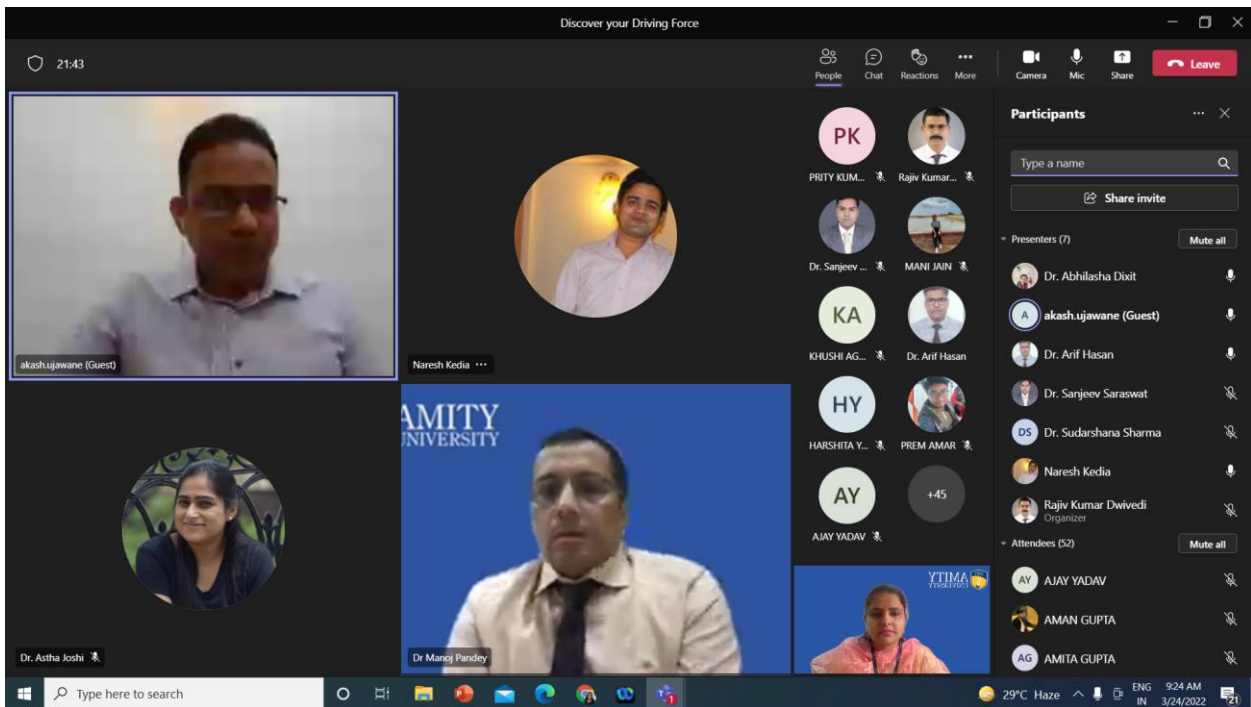 Discover your Driving Force
21:43
People
Chat
Reactions
More
Camera
Mic
Share
Leave
akash.ujawane (Guest)
Naresh Kedia
Dr. Astha Joshi
AMITY
UNIVERSITY
Dr Manoj Pandey
PK
PRITY KUM...
Rajiv Kumar...
Dr. Sanjeev ...
MANI JAIN
KA
KHUSHI AG...
Dr. Arif Hasan
HY
HARSHITA Y...
PREM AMAR
AY
+45
AJAY YADAV
AMITY
UNIVERSITY
Participants
Type a name
Share invite
Presenters (7)
Mute all
Dr. Abhilasha Dixit
A
akash.ujawane (Guest)
Dr. Arif Hasan
Dr. Sanjeev Saraswat
DS
Dr. Sudarshana Sharma
Naresh Kedia
Rajiv Kumar Dwivedi
Organizer
Attendees (52)
Mute all
AY
AJAY YADAV
AMAN GUPTA
AG
AMITA GUPTA
Type here to search
29°C Haze
ENG
IN
9:24 AM
3/24/2022
21